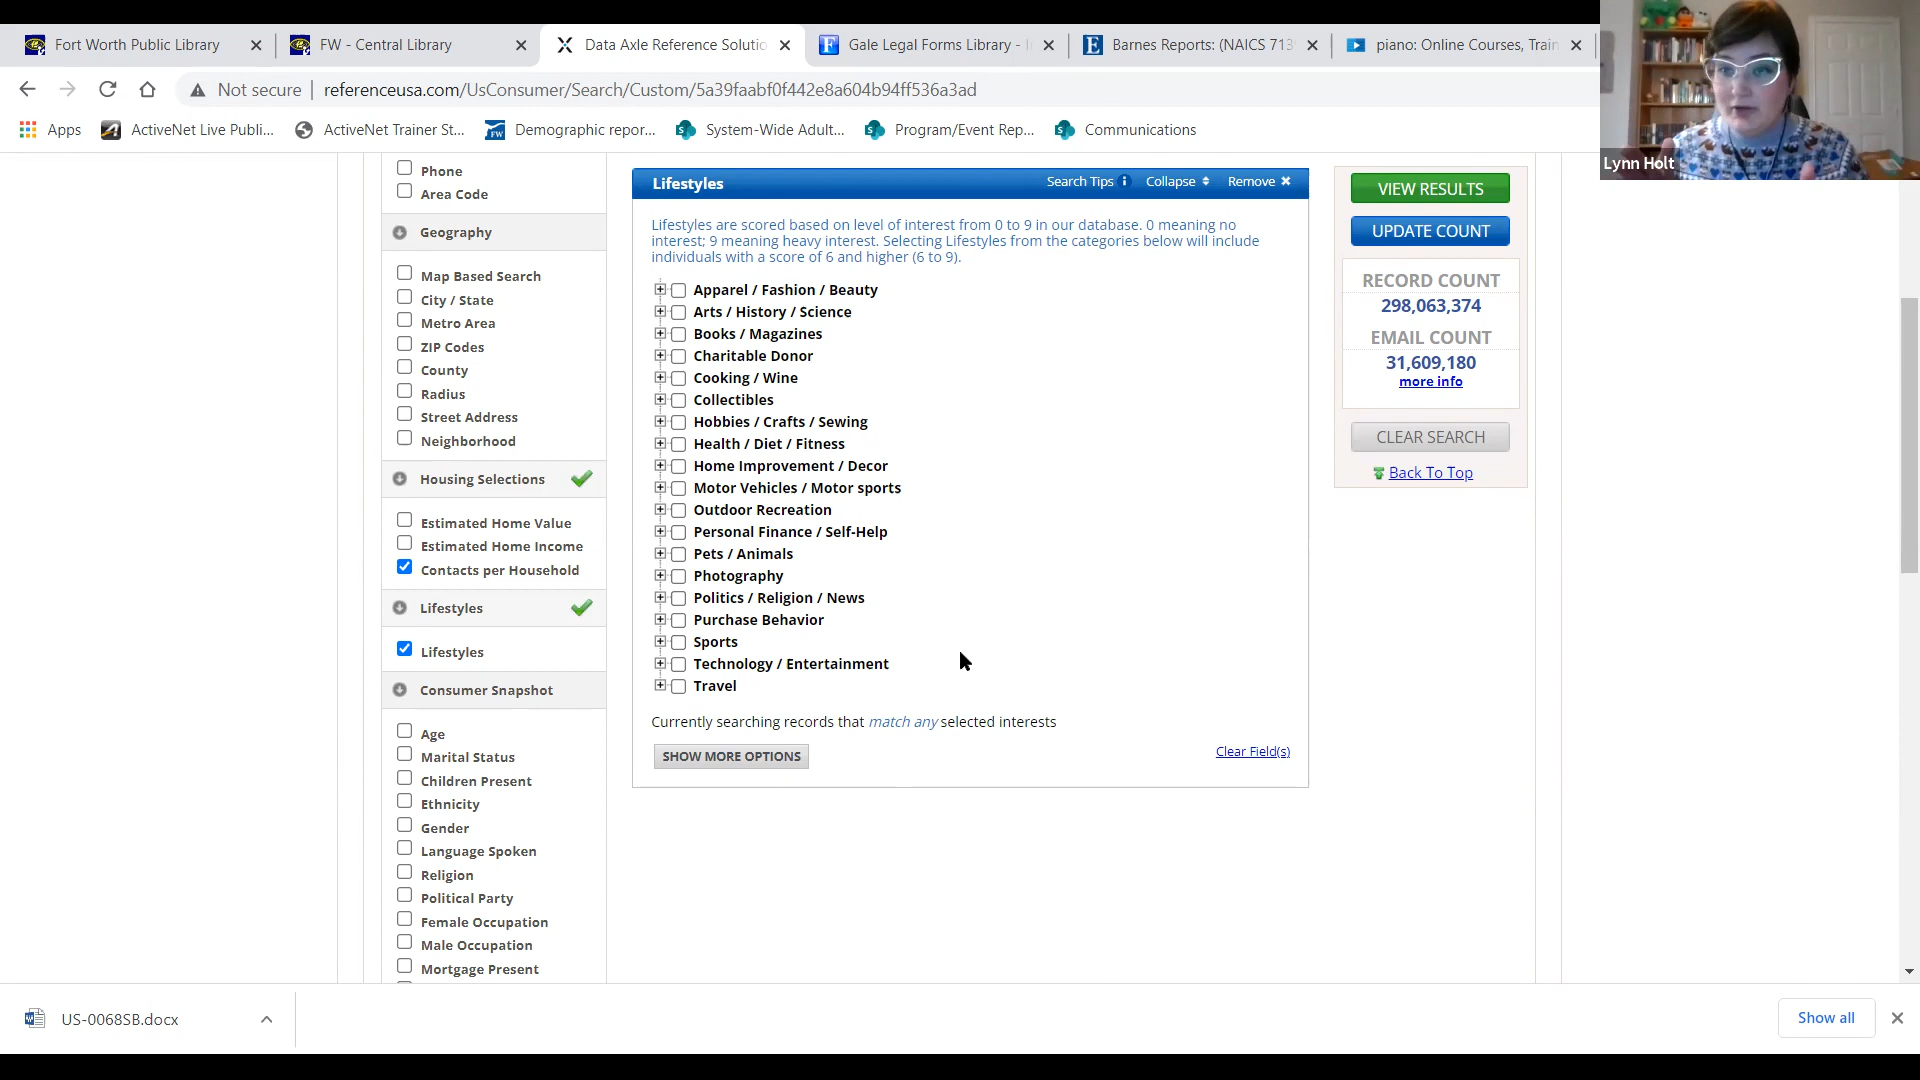 Fort Worth Public Library
FW - Central Library
Data Axle Reference Solutio
Gale Legal Forms Library - I
Barnes Reports: (NAICS 713
piano: Online Courses, Train
Not secure
referenceusa.com/UsConsumer/Search/Custom/5a39faabf0f442e8a604b94ff536a3ad
Apps
ActiveNet Live Publi...
ActiveNet Trainer St...
Demographic repor...
System-Wide Adult...
Program/Event Rep...
Communications
Lynn Holt
Phone
Area Code
Geography
Map Based Search
City / State
Metro Area
ZIP Codes
County
Radius
Street Address
Neighborhood
Housing Selections
Estimated Home Value
Estimated Home Income
Contacts per Household
Lifestyles
Lifestyles
Consumer Snapshot
Age
Marital Status
Children Present
Ethnicity
Gender
Language Spoken
Religion
Political Party
Female Occupation
Male Occupation
Mortgage Present
Lifestyles
Search Tips
Collapse
Remove
Lifestyles are scored based on level of interest from 0 to 9 in our database. 0 meaning no
interest; 9 meaning heavy interest. Selecting Lifestyles from the categories below will include
individuals with a score of 6 and higher (6 to 9).
Apparel / Fashion / Beauty
Arts / History / Science
Books / Magazines
Charitable Donor
Cooking / Wine
Collectibles
Hobbies / Crafts / Sewing
Health / Diet / Fitness
Home Improvement / Decor
Motor Vehicles / Motor sports
Outdoor Recreation
Personal Finance / Self-Help
Pets / Animals
Photography
Politics / Religion / News
Purchase Behavior
Sports
Technology / Entertainment
Travel
Currently searching records that match any selected interests
SHOW MORE OPTIONS
Clear Field(s)
VIEW RESULTS
UPDATE COUNT
RECORD COUNT
298,063,374
EMAIL COUNT
31,609,180
more info
CLEAR SEARCH
Back To Top
US-0068SB.docx
Show all